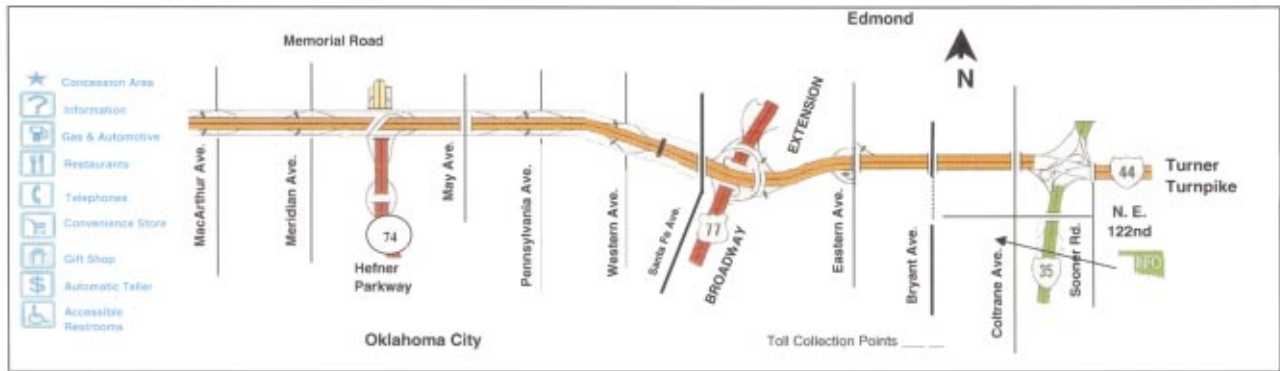 Edmond
Memorial Road
N
Concession Area
Information
Gas & Automotive
Restaurants
Telephones
Convenience Store
Gift Shop
Automatic Teller
Accessible
Restrooms
MacArthur Ave.
Meridian Ave.
74
Hefner
Parkway
May Ave.
Pennsylvania Ave.
Western Ave.
Santa Fe Ave.
77
BROADWAY
EXTENSION
Eastern Ave.
Bryant Ave.
Coltrane Ave.
35
Sooner Rd.
44
Turner
Turnpike
N. E.
122nd
INFO
Oklahoma City
Toll Collection Points